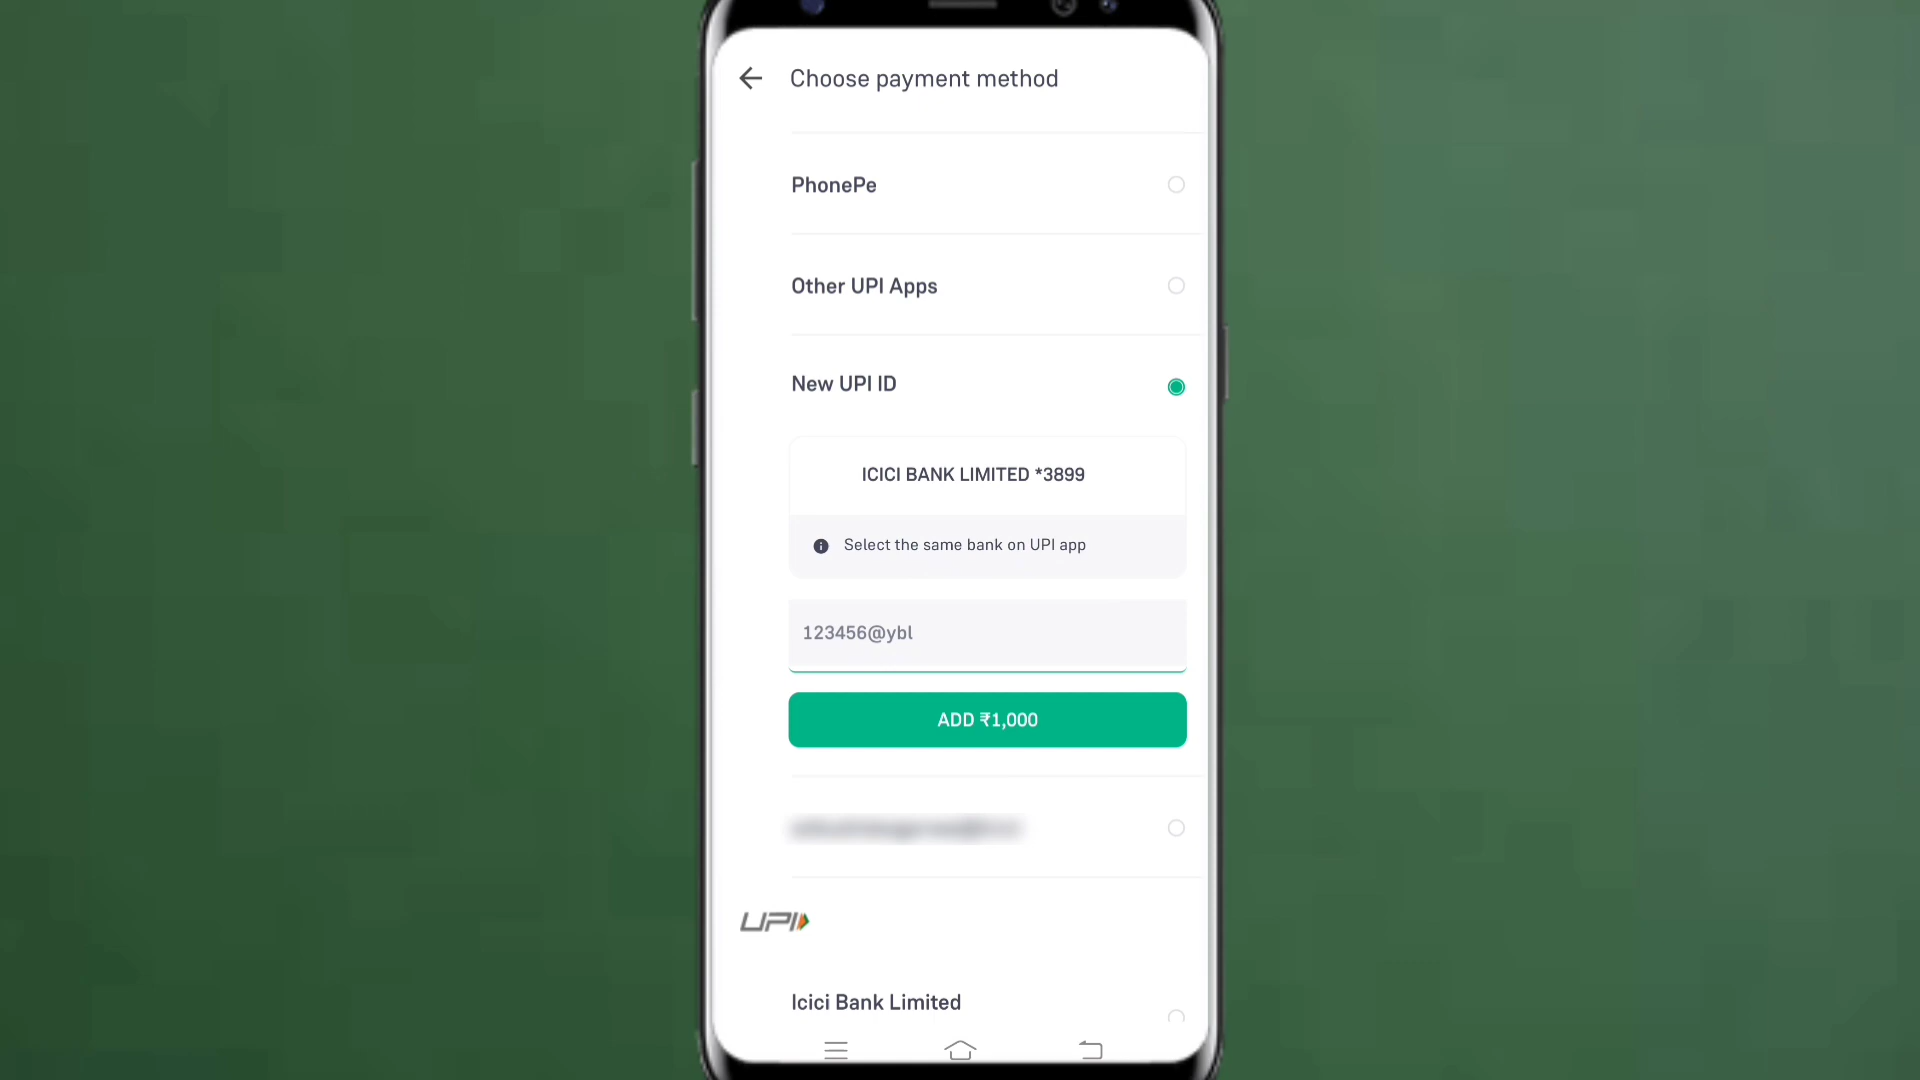 Choose payment method
PhonePe
Other UPI Apps
New UPI ID
ICICI BANK LIMITED *3899
Select the same bank on UPI app
123456@ybl
ADD ₹1,000
UPI
Icici Bank Limited